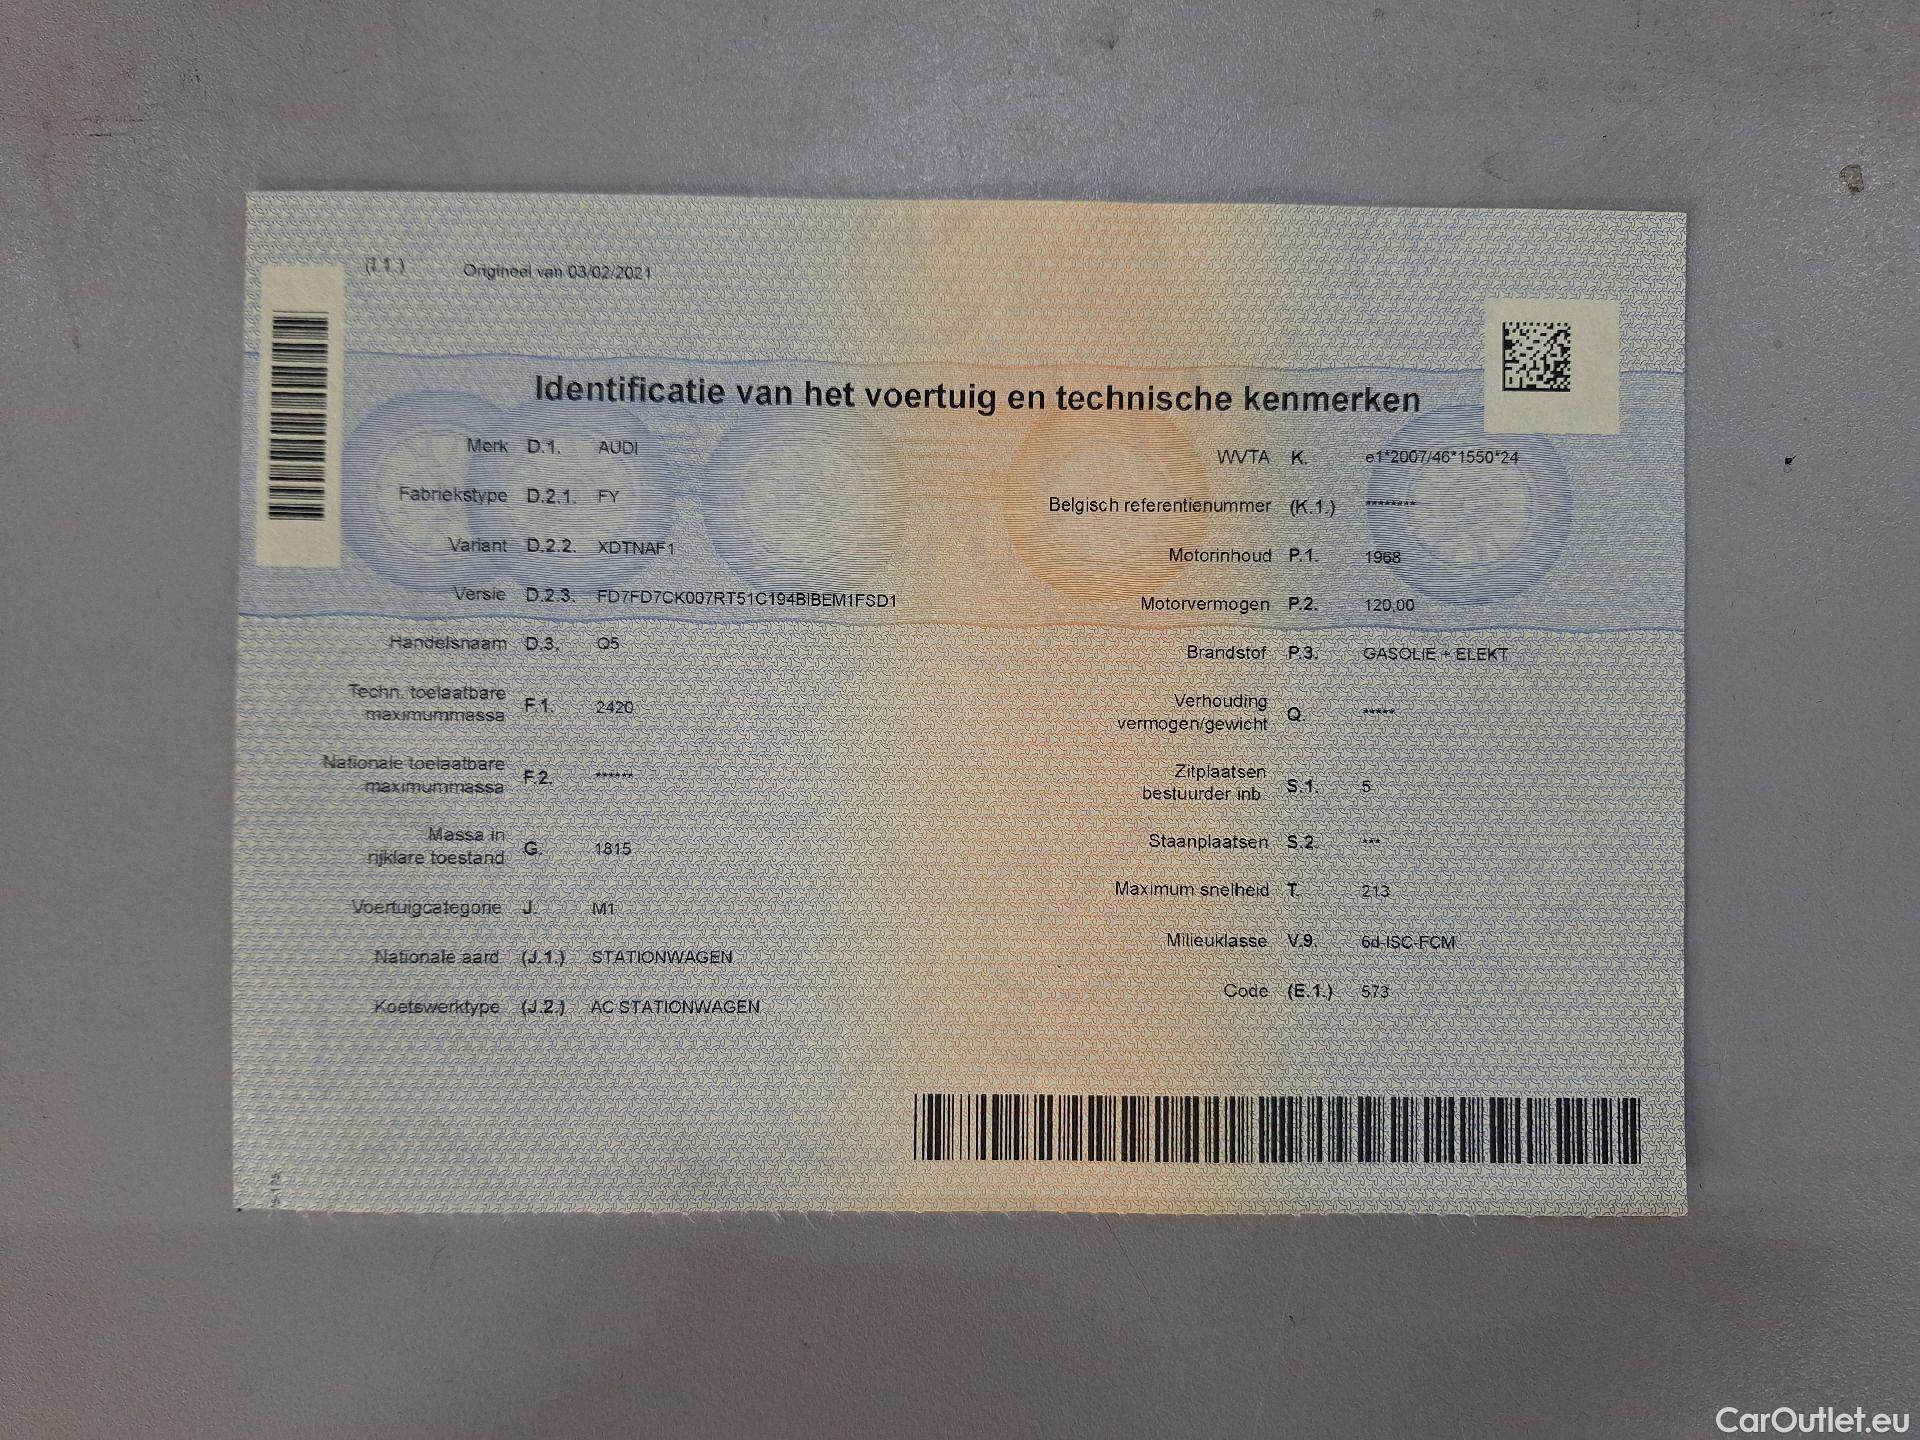 (I.1.) Origineel van 03/02/2021
Identificatie van het voertuig en technische kenmerken
Merk D.1. AUDI
Fabriekstype D.2.1. FY
Variant D.2.2. XDTNAF1
Versie D.2.3. FD7FD7CK007RT51C194BIBEM1FSD1
Handelsnaam D.3. Q5
Techn. toelaatbare
maximummassa F.1. 2420
Nationale toelaatbare
maximummassa F.2. ******
Massa in
rijklare toestand G. 1815
Voertuigcategorie J. M1
Nationale aard (J.1.) STATIONWAGEN
Koetswerktype (J.2.) AC STATIONWAGEN
WVTA K. e1*2007/46*1550*24
Belgisch referentienummer (K.1.) ********
Motorinhoud P.1. 1968
Motorvermogen P.2. 120,00
Brandstof P.3. GASOLIE + ELEKT
Verhouding
vermogen/gewicht Q. *****
Zitplaatsen
bestuurder inb. S.1. 5
Staanplaatsen S.2. ***
Maximum snelheid T. 213
Milieuklasse V.9. 6d-ISC-FCM
Code (E.1.) 573
CarOutlet.eu